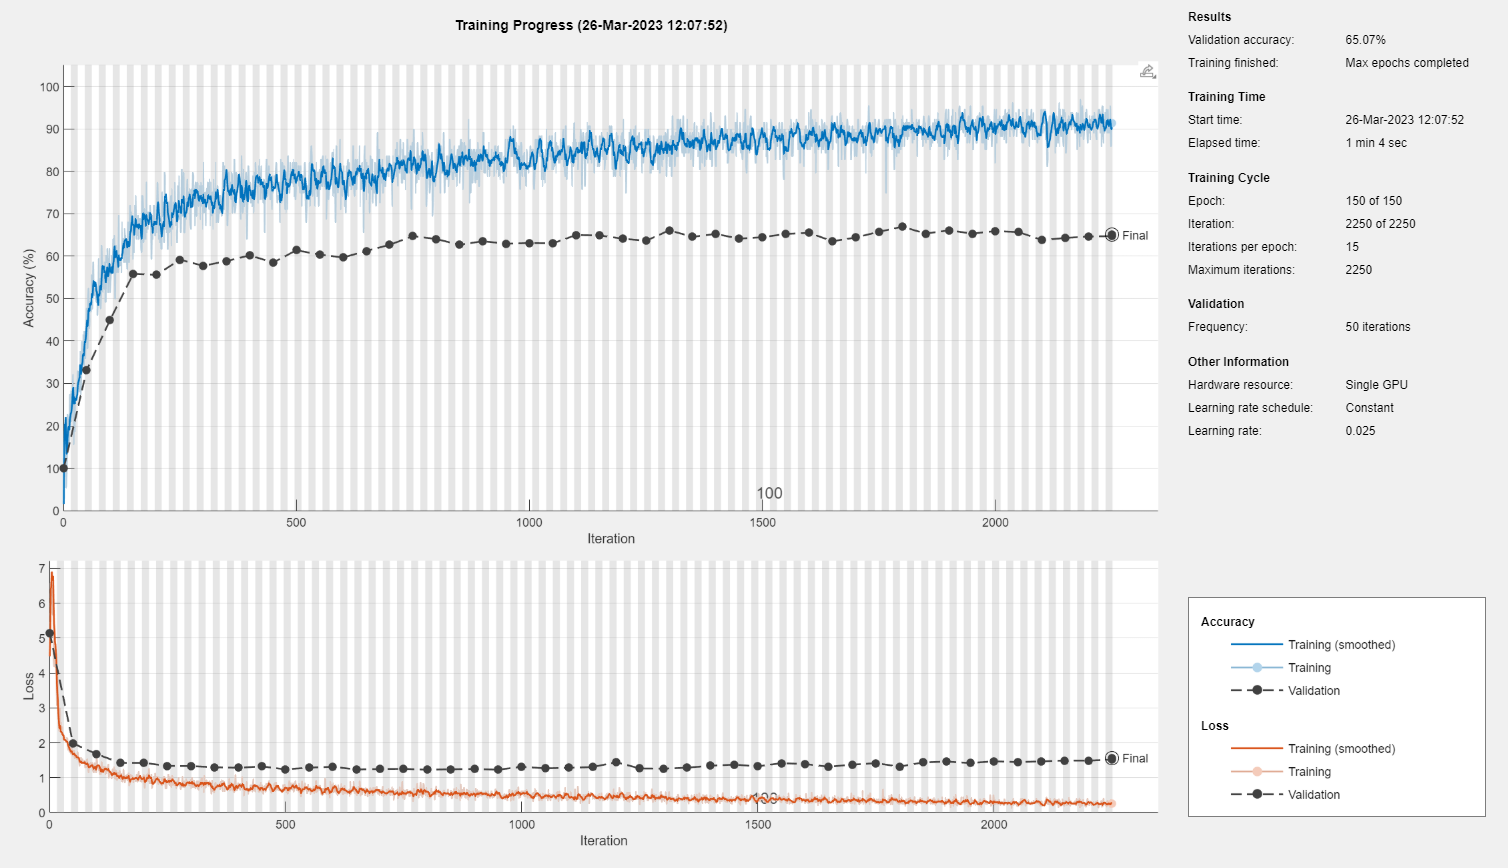 Training Progress (26-Mar-2023 12:07:52)
100
90
80
70
60
50
40
30
20
10
0
Accuracy (%)
100
0 500 1000 1500 2000
Iteration
Final
7
6
5
4
3
2
1
0
Loss
100
0 500 1000 1500 2000
Iteration
Final
Results
Validation accuracy: 65.07%
Training finished: Max epochs completed
Training Time
Start time: 26-Mar-2023 12:07:52
Elapsed time: 1 min 4 sec
Training Cycle
Epoch: 150 of 150
Iteration: 2250 of 2250
Iterations per epoch: 15
Maximum iterations: 2250
Validation
Frequency: 50 iterations
Other Information
Hardware resource: Single GPU
Learning rate schedule: Constant
Learning rate: 0.025
Accuracy
Training (smoothed)
Training
Validation
Loss
Training (smoothed)
Training
Validation